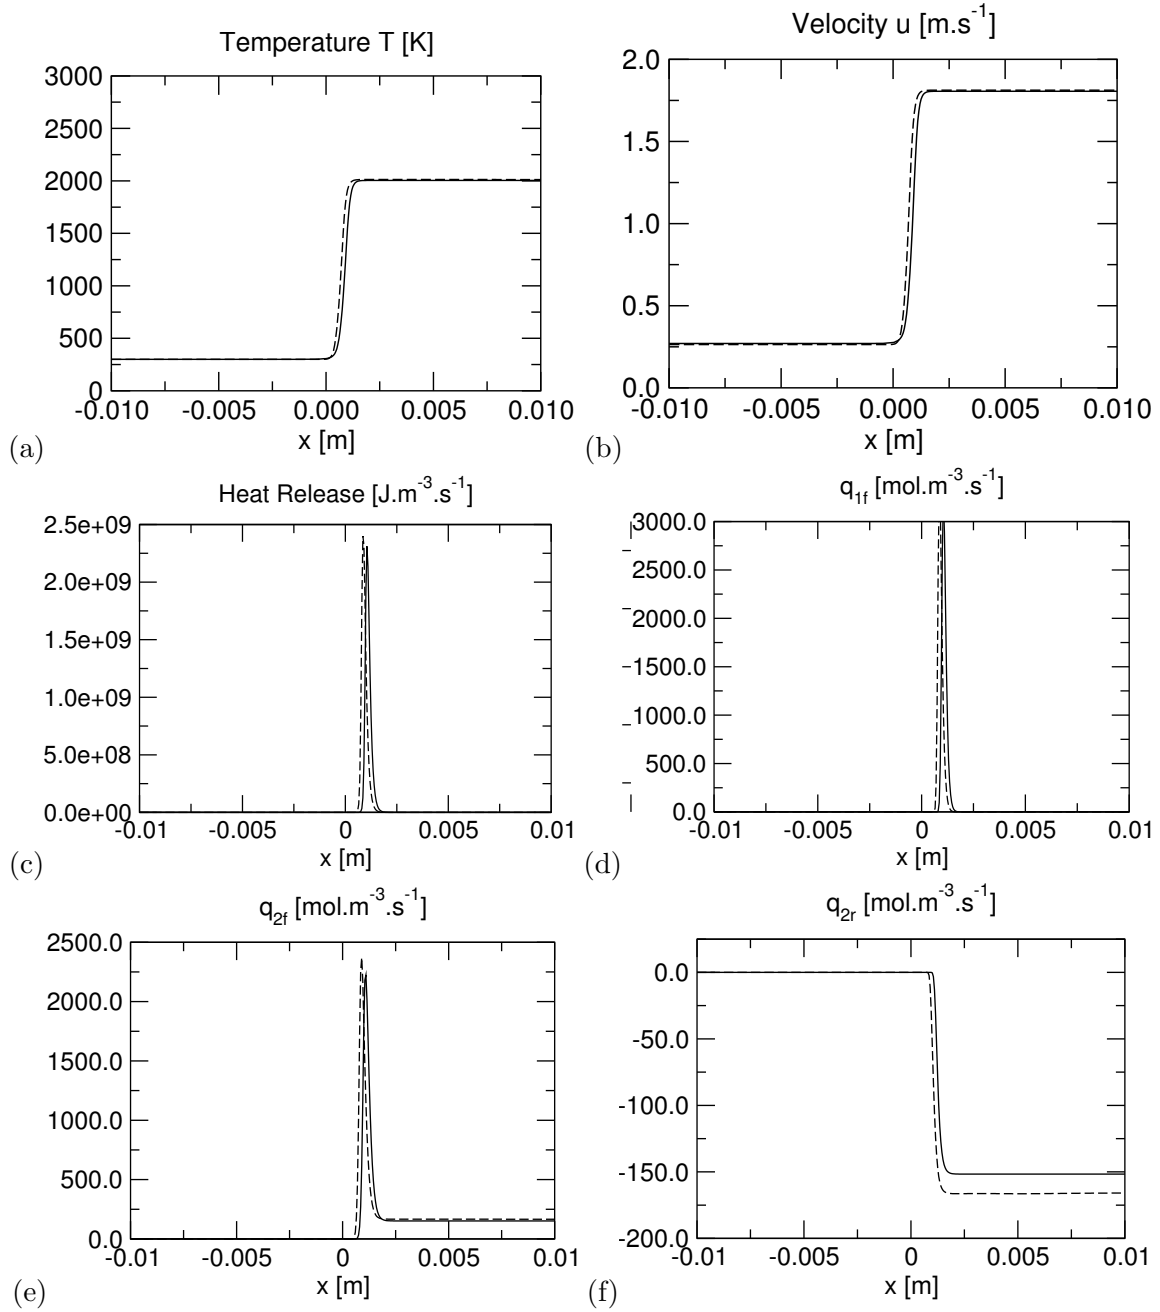 Temperature T [K]
3000
2500
2000
1500
1000
500
0
-0.010 -0.005 0.000 0.005 0.010
x [m]
(a)
Velocity u [m.s-1]
2.0
1.5
1.0
0.5
0.0
-0.010 -0.005 0.000 0.005 0.010
x [m]
(b)
Heat Release [J.m-3.s-1]
2.5e+09
2.0e+09
1.5e+09
1.0e+09
5.0e+08
0.0e+00
-0.01 -0.005 0 0.005 0.01
x [m]
(c)
q1f [mol.m-3.s-1]
3000.0
2500.0
2000.0
1500.0
1000.0
500.0
0.0
-0.01 -0.005 0 0.005 0.01
x [m]
(d)
q2f [mol.m-3.s-1]
2500.0
2000.0
1500.0
1000.0
500.0
0.0
-0.01 -0.005 0 0.005 0.01
x [m]
(e)
q2r [mol.m-3.s-1]
0.0
-50.0
-100.0
-150.0
-200.0
-0.01 -0.005 0 0.005 0.01
x [m]
(f)